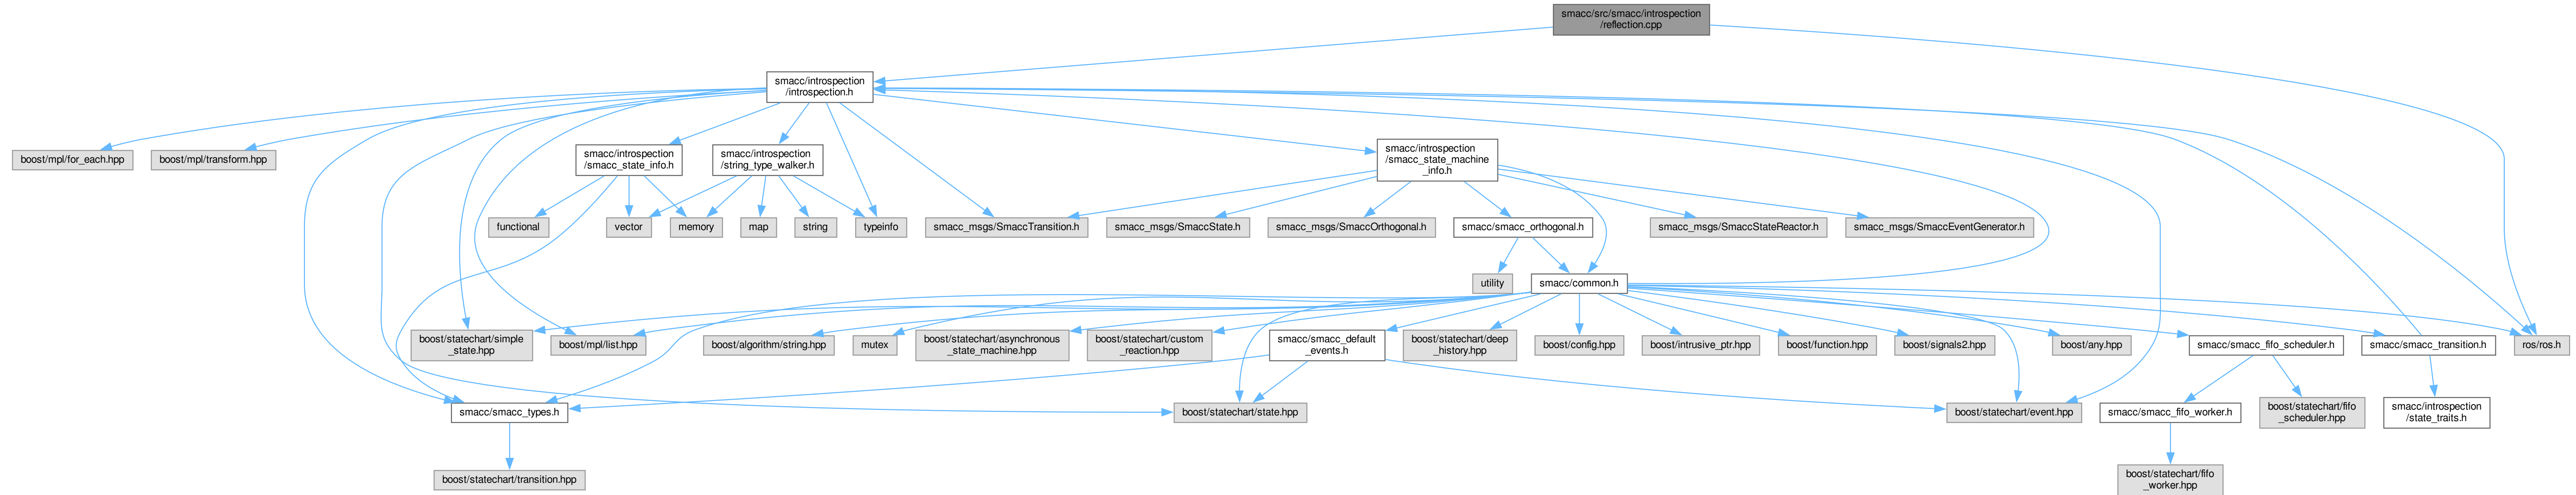 smacc/src/smacc/introspection
/reflection.cpp
smacc/introspection
/introspection.h
boost/mpl/for_each.hpp
boost/mpl/transform.hpp
smacc/introspection
/smacc_state_info.h
smacc/introspection
/string_type_walker.h
smacc/introspection
/smacc_state_machine
_info.h
functional
vector
memory
map
string
typeinfo
smacc_msgs/SmaccTransition.h
smacc_msgs/SmaccState.h
smacc_msgs/SmaccOrthogonal.h
smacc/smacc_orthogonal.h
smacc_msgs/SmaccStateReactor.h
smacc_msgs/SmaccEventGenerator.h
utility
smacc/common.h
boost/statechart/simple
_state.hpp
boost/mpl/list.hpp
boost/algorithm/string.hpp
mutex
boost/statechart/asynchronous
_state_machine.hpp
boost/statechart/custom
_reaction.hpp
smacc/smacc_default
_events.h
boost/statechart/deep
_history.hpp
boost/config.hpp
boost/intrusive_ptr.hpp
boost/function.hpp
boost/signals2.hpp
boost/any.hpp
smacc/smacc_fifo_scheduler.h
smacc/smacc_transition.h
ros/ros.h
smacc/smacc_types.h
boost/statechart/state.hpp
boost/statechart/event.hpp
smacc/smacc_fifo_worker.h
boost/statechart/fifo
_scheduler.hpp
smacc/introspection
/state_traits.h
boost/statechart/transition.hpp
boost/statechart/fifo
_worker.hpp